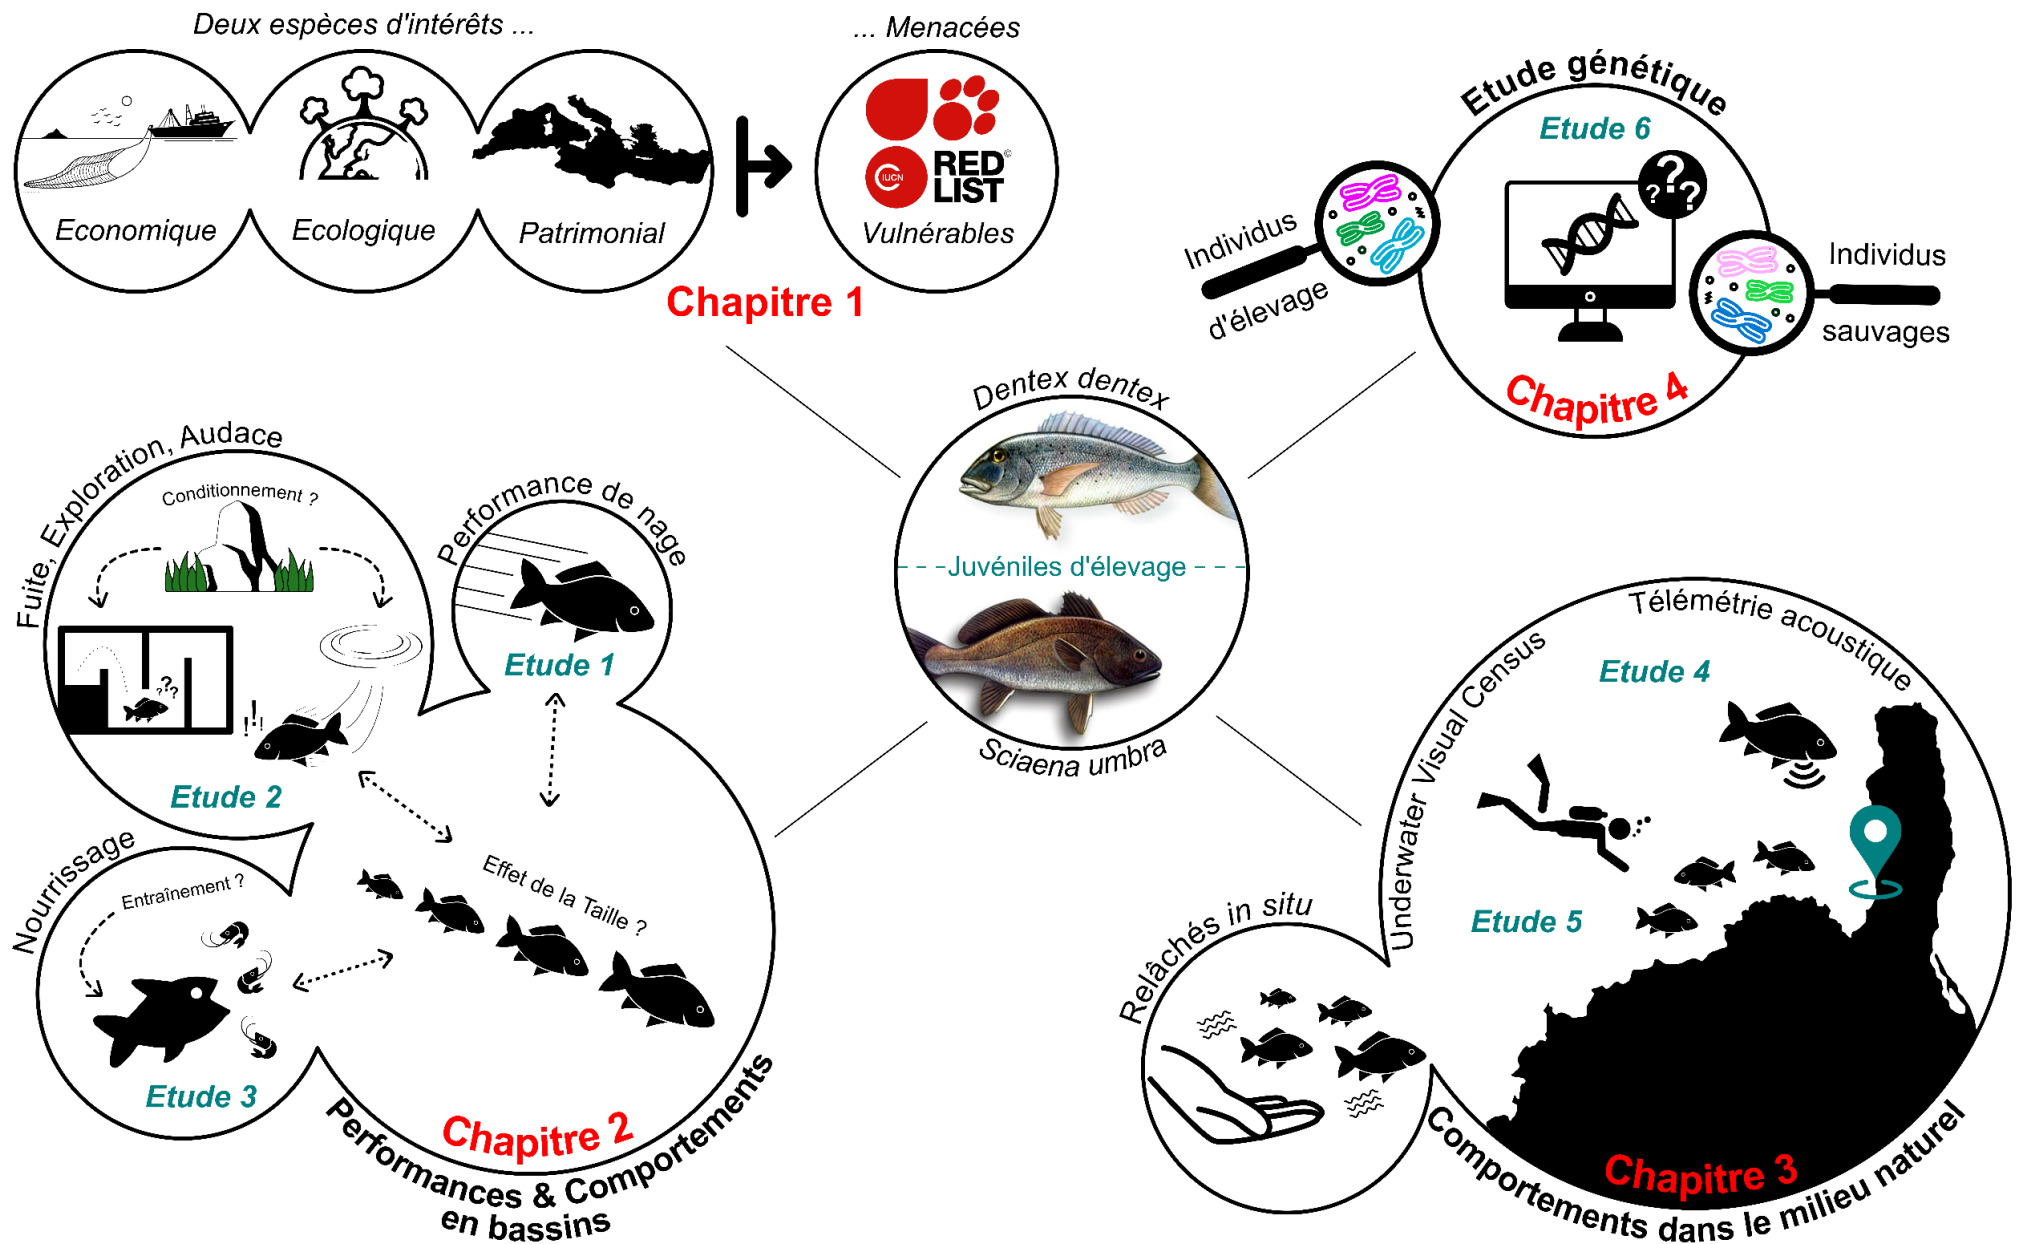 Deux espèces d'intérêts ...
... Menacées
Economique
Ecologique
Patrimonial
IUCN
RED
LIST
©
Vulnérables
Chapitre 1
Etude génétique
Etude 6
? ? ?
Individus
d'élevage
Individus
sauvages
Chapitre 4
Dentex dentex
Juvéniles d'élevage
Sciaena umbra
Fuite, Exploration, Audace
Conditionnement ?
???
!!!
Etude 2
Performance de nage
Etude 1
Nourrissage
Entraînement ?
Etude 3
Effet de la Taille ?
Chapitre 2
Performances & Comportements
en bassins
Télémétrie acoustique
Etude 4
Underwater Visual Census
Etude 5
Relâchés in situ
Chapitre 3
Comportements dans le milieu naturel